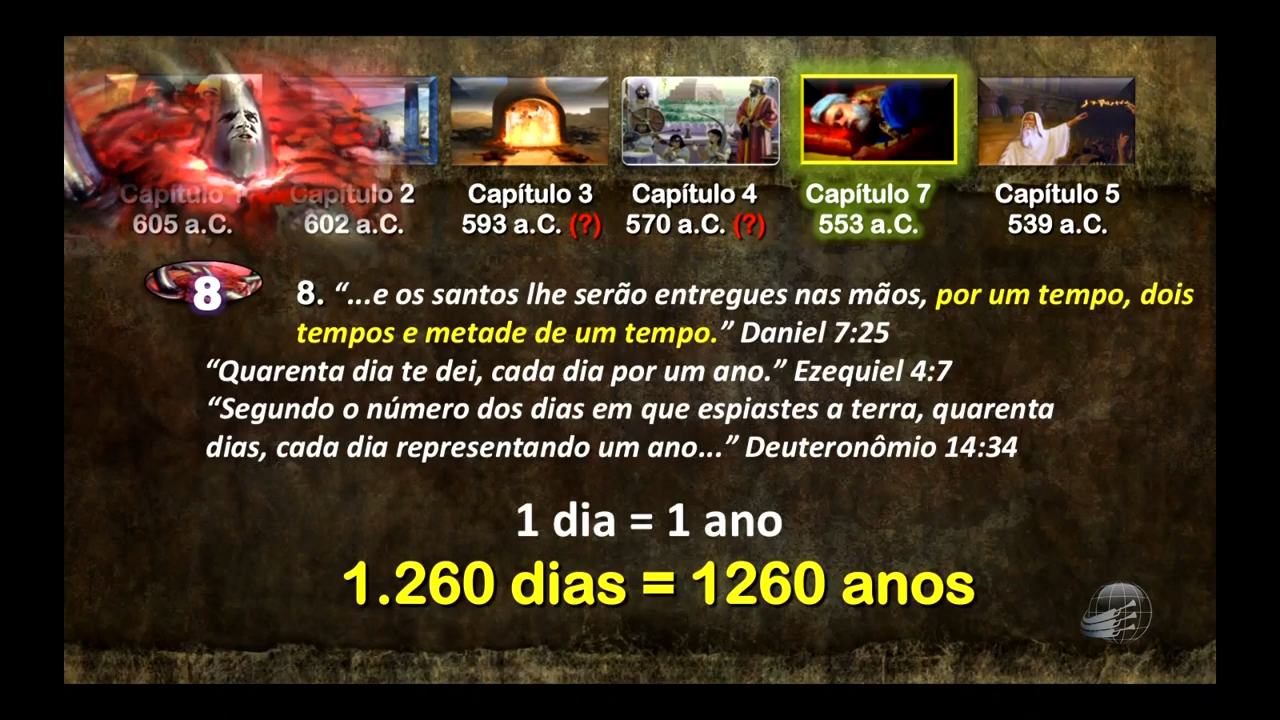 Capítulo 1 Capítulo 2 Capítulo 3 Capítulo 4 Capítulo 7 Capítulo 5
605 a.C. 602 a.C. 593 a.C. (?) 570 a.C. (?) 553 a.C. 539 a.C.
8
8. “...e os santos lhe serão entregues nas mãos, por um tempo, dois
tempos e metade de um tempo.” Daniel 7:25
“Quarenta dia te dei, cada dia por um ano.” Ezequiel 4:7
“Segundo o número dos dias em que espiastes a terra, quarenta
dias, cada dia representando um ano...” Deuteronômio 14:34
1 dia = 1 ano
1.260 dias = 1260 anos